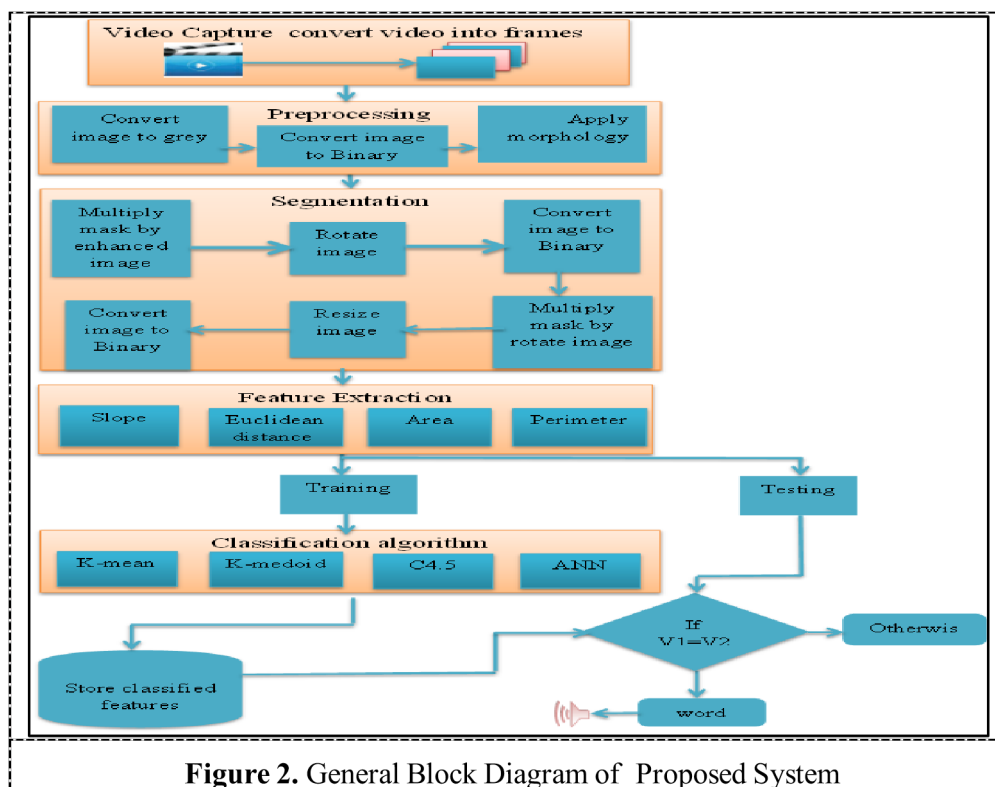 Video Capture convert video into frames
Preprocessing
Convert
image to grey
Convert image
to Binary
Apply
morphology
Segmentation
Multiply
mask by
enhanced
image
Rotate
image
Convert
image to
Binary
Multiply
mask by
rotate image
Resize
image
Convert
image to
Binary
Feature Extraction
Slope
Euclidean
distance
Area
Perimeter
Training
Testing
Classification algorithm
K-mean
K-medoid
C4.5
ANN
If
V1=V2
Otherwis
Store classified
features
word
Figure 2. General Block Diagram of Proposed System